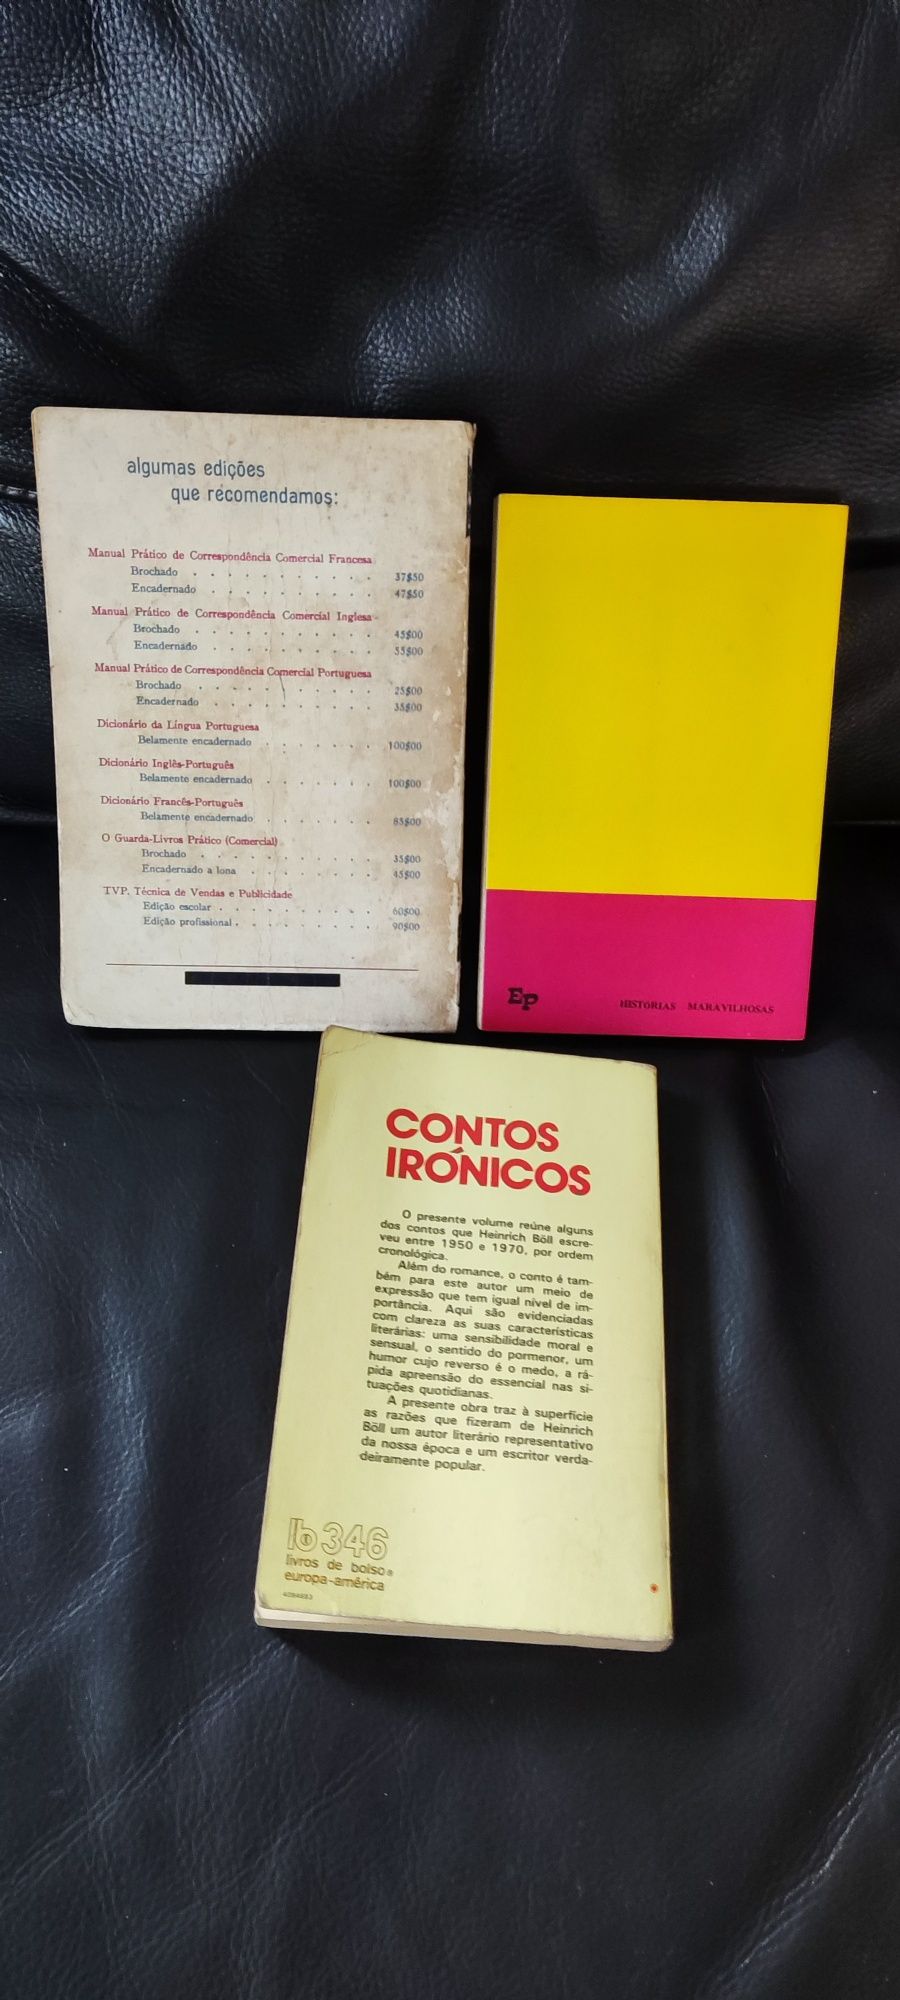 algumas edições
que recomendamos:
Manual Prático de Correspondência Comercial Francesa
Brochado . . . . . . . . . . 37$50
Encadernado . . . . . . . . . 47$50
Manual Prático de Correspondência Comercial Inglesa
Brochado . . . . . . . . . . 45$00
Encadernado . . . . . . . . . 55$00
Manual Prático de Correspondência Comercial Portuguesa
Brochado . . . . . . . . . . 25$00
Encadernado . . . . . . . . . 35$00
Dicionário da Língua Portuguesa
Belamente encadernado . . . . . . 100$00
Dicionário Inglês-Português
Belamente encadernado . . . . . . 100$00
Dicionário Francês-Português
Belamente encadernado . . . . . . 85$00
O Guarda-Livros Prático (Comercial)
Brochado . . . . . . . . . . 35$00
Encadernado a lona . . . . . . . 45$00
TVP. Técnica de Vendas e Publicidade
Edição escolar . . . . . . . . . 60$00
Edição profissional . . . . . . . . 90$00
EP
HISTÓRIAS MARAVILHOSAS
CONTOS
IRÓNICOS
O presente volume reúne alguns
dos contos que Heinrich Böll escre-
veu entre 1950 e 1970, por ordem
cronológica.
Além do romance, o conto é tam-
bém para este autor um meio de
expressão que tem igual nível de im-
portância. Aqui são evidenciadas
com clareza as suas características
literárias: uma sensibilidade moral e
sensual, o sentido do pormenor, um
humor cujo reverso é o medo, a rá-
pida apreensão do essencial nas si-
tuações quotidianas.
A presente obra traz à superfície
as razões que fizeram de Heinrich
Böll um autor literário representativo
da nossa época e um escritor verda-
deiramente popular.
lb 346
livros de bolso
europa-américa